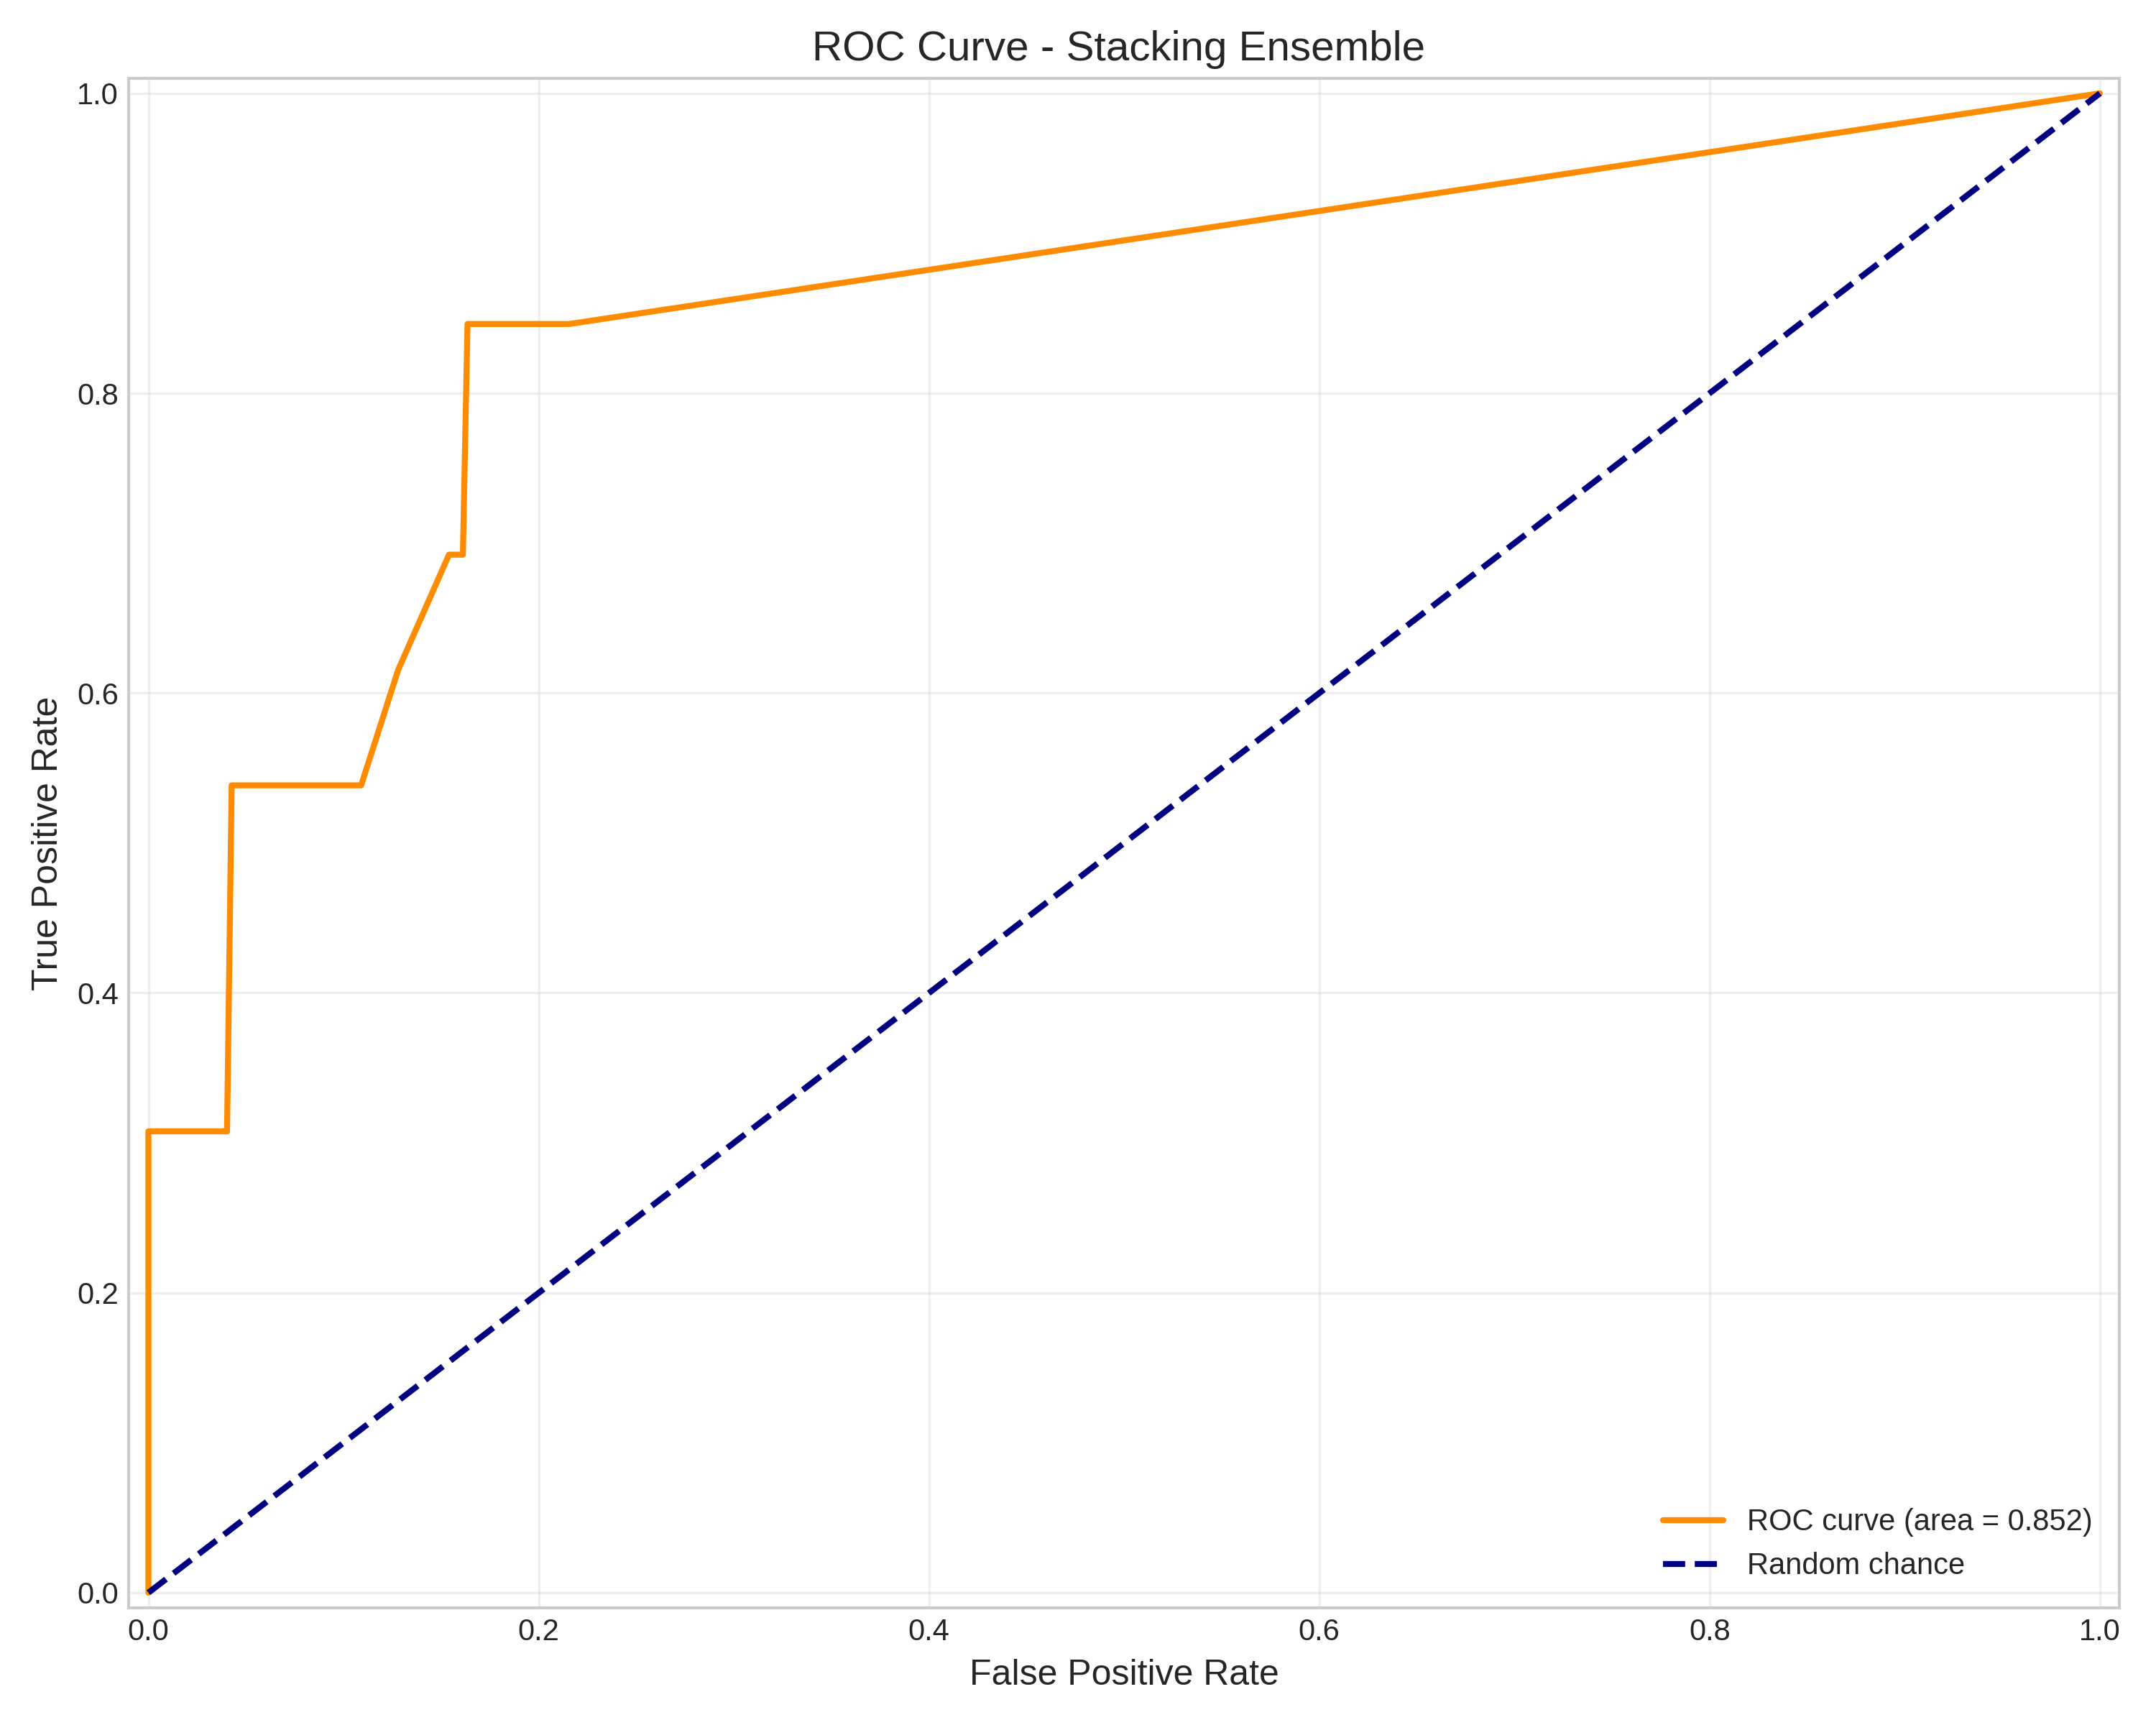 ROC Curve - Stacking Ensemble
1.0
0.8
0.6
0.4
0.2
0.0
True Positive Rate
0.0 0.2 0.4 0.6 0.8 1.0
False Positive Rate
ROC curve (area = 0.852)
Random chance